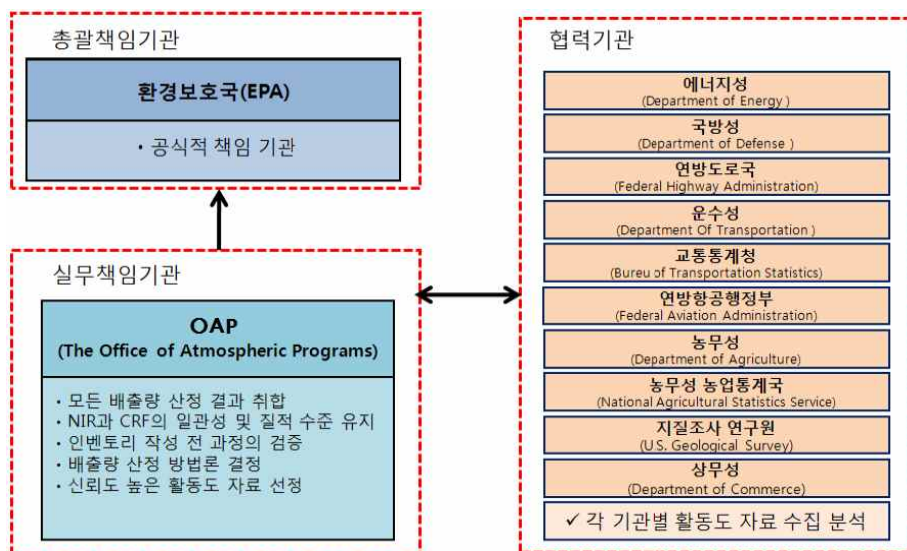 총괄책임기관
환경보호국(EPA)
• 공식적 책임 기관
실무책임기관
OAP
(The Office of Atmospheric Programs)
• 모든 배출량 산정 결과 취합
• NIR과 CRF의 일관성 및 질적 수준 유지
• 인벤토리 작성 전 과정의 검증
• 배출량 산정 방법론 결정
• 신뢰도 높은 활동도 자료 선정
협력기관
에너지성
(Department of Energy )
국방성
(Department of Defense )
연방도로국
(Federal Highway Administration)
운수성
(Department Of Transportation )
교통통계청
(Bureu of Transportation Statistics)
연방항공행정부
(Federal Aviation Administration)
농무성
(Department of Agriculture)
농무성 농업통계국
(National Agricultural Statistics Service)
지질조사 연구원
(U.S. Geological Survey)
상무성
(Department of Commerce)
✓ 각 기관별 활동도 자료 수집 분석